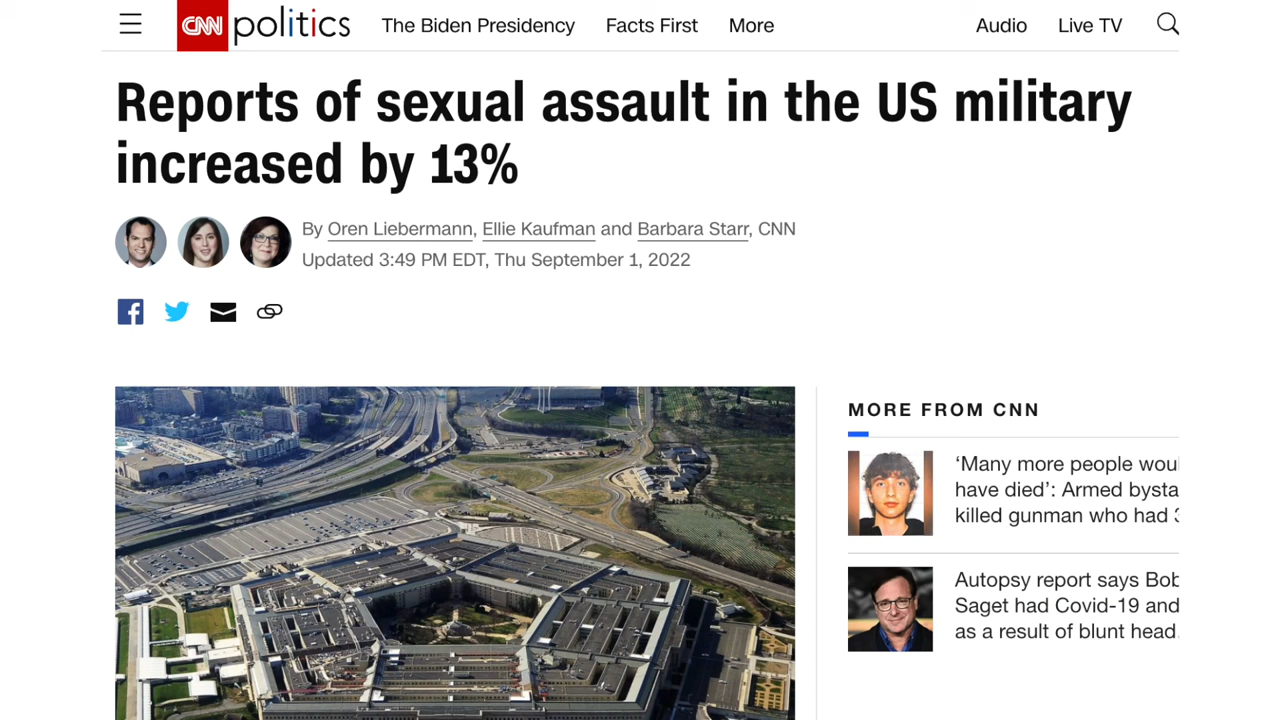 CNN politics The Biden Presidency Facts First More Audio Live TV
Reports of sexual assault in the US military
increased by 13%
By Oren Liebermann, Ellie Kaufman and Barbara Starr, CNN
Updated 3:49 PM EDT, Thu September 1, 2022
MORE FROM CNN
‘Many more people
have died’: Armed
killed gunman who had
Autopsy report says Bob
Saget had Covid-19 and
as a result of blunt head